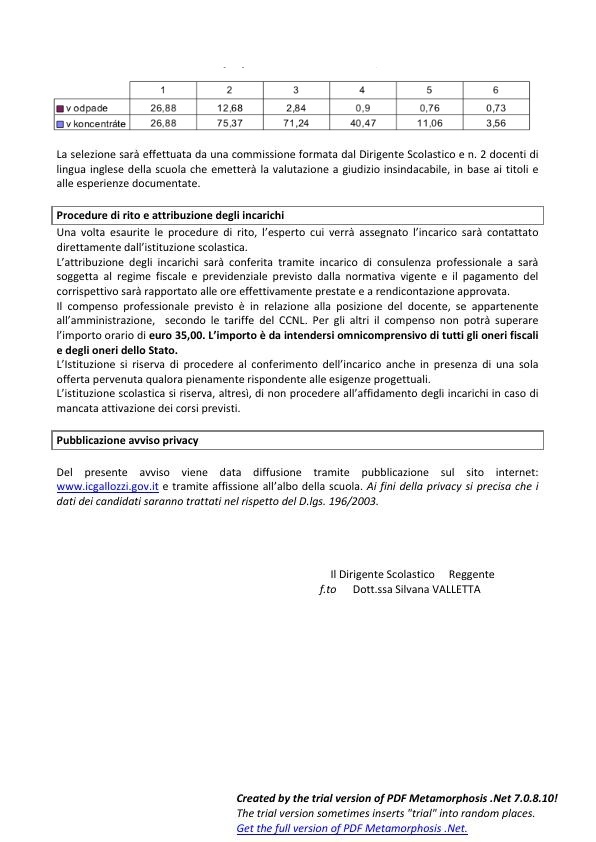 1 2 3 4 5 6
v odpade 26,88 12,68 2,84 0,9 0,76 0,73
v koncentráte 26,88 75,37 71,24 40,47 11,06 3,56
La selezione sarà effettuata da una commissione formata dal Dirigente Scolastico e n. 2 docenti di
lingua inglese della scuola che emetterà la valutazione a giudizio insindacabile, in base ai titoli e
alle esperienze documentate.
Procedure di rito e attribuzione degli incarichi
Una volta esaurite le procedure di rito, l’esperto cui verrà assegnato l’incarico sarà contattato
direttamente dall’istituzione scolastica.
L’attribuzione degli incarichi sarà conferita tramite incarico di consulenza professionale a sarà
soggetta al regime fiscale e previdenziale previsto dalla normativa vigente e il pagamento del
corrispettivo sarà rapportato alle ore effettivamente prestate e a rendicontazione approvata.
Il compenso professionale previsto è in relazione alla posizione del docente, se appartenente
all’amministrazione, secondo le tariffe del CCNL. Per gli altri il compenso non potrà superare
l’importo orario di euro 35,00. L’importo è da intendersi omnicomprensivo di tutti gli oneri fiscali
e degli oneri dello Stato.
L’Istituzione si riserva di procedere al conferimento dell’incarico anche in presenza di una sola
offerta pervenuta qualora pienamente rispondente alle esigenze progettuali.
L’istituzione scolastica si riserva, altresì, di non procedere all’affidamento degli incarichi in caso di
mancata attivazione dei corsi previsti.
Pubblicazione avviso privacy
Del presente avviso viene data diffusione tramite pubblicazione sul sito internet:
www.icgallozzi.gov.it e tramite affissione all’albo della scuola. Ai fini della privacy si precisa che i
dati dei candidati saranno trattati nel rispetto del D.lgs. 196/2003.
Il Dirigente Scolastico Reggente
f.to Dott.ssa Silvana VALLETTA
Created by the trial version of PDF Metamorphosis .Net 7.0.8.10!
The trial version sometimes inserts "trial" into random places.
Get the full version of PDF Metamorphosis .Net.